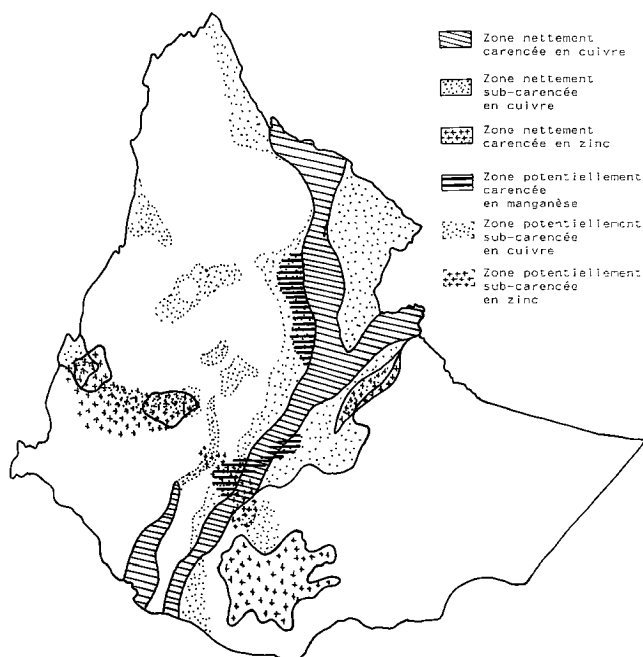 Zone nettement
carencée en cuivre
Zone nettement
sub-carencée
en cuivre
Zone nettement
carencée en zinc
Zone potentiellement
carencée
en manganèse
Zone potentiellement
sub-carencée
en cuivre
Zone potentiellement
sub-carencée
en zinc